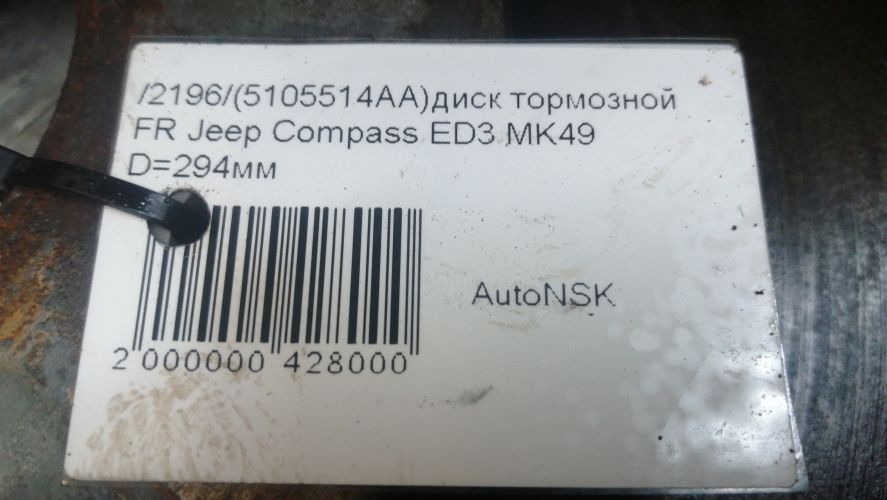 /2196/(5105514AA)диск тормозной
FR Jeep Compass ED3 MK49
D=294мм
AutoNSK
2 000000 428000